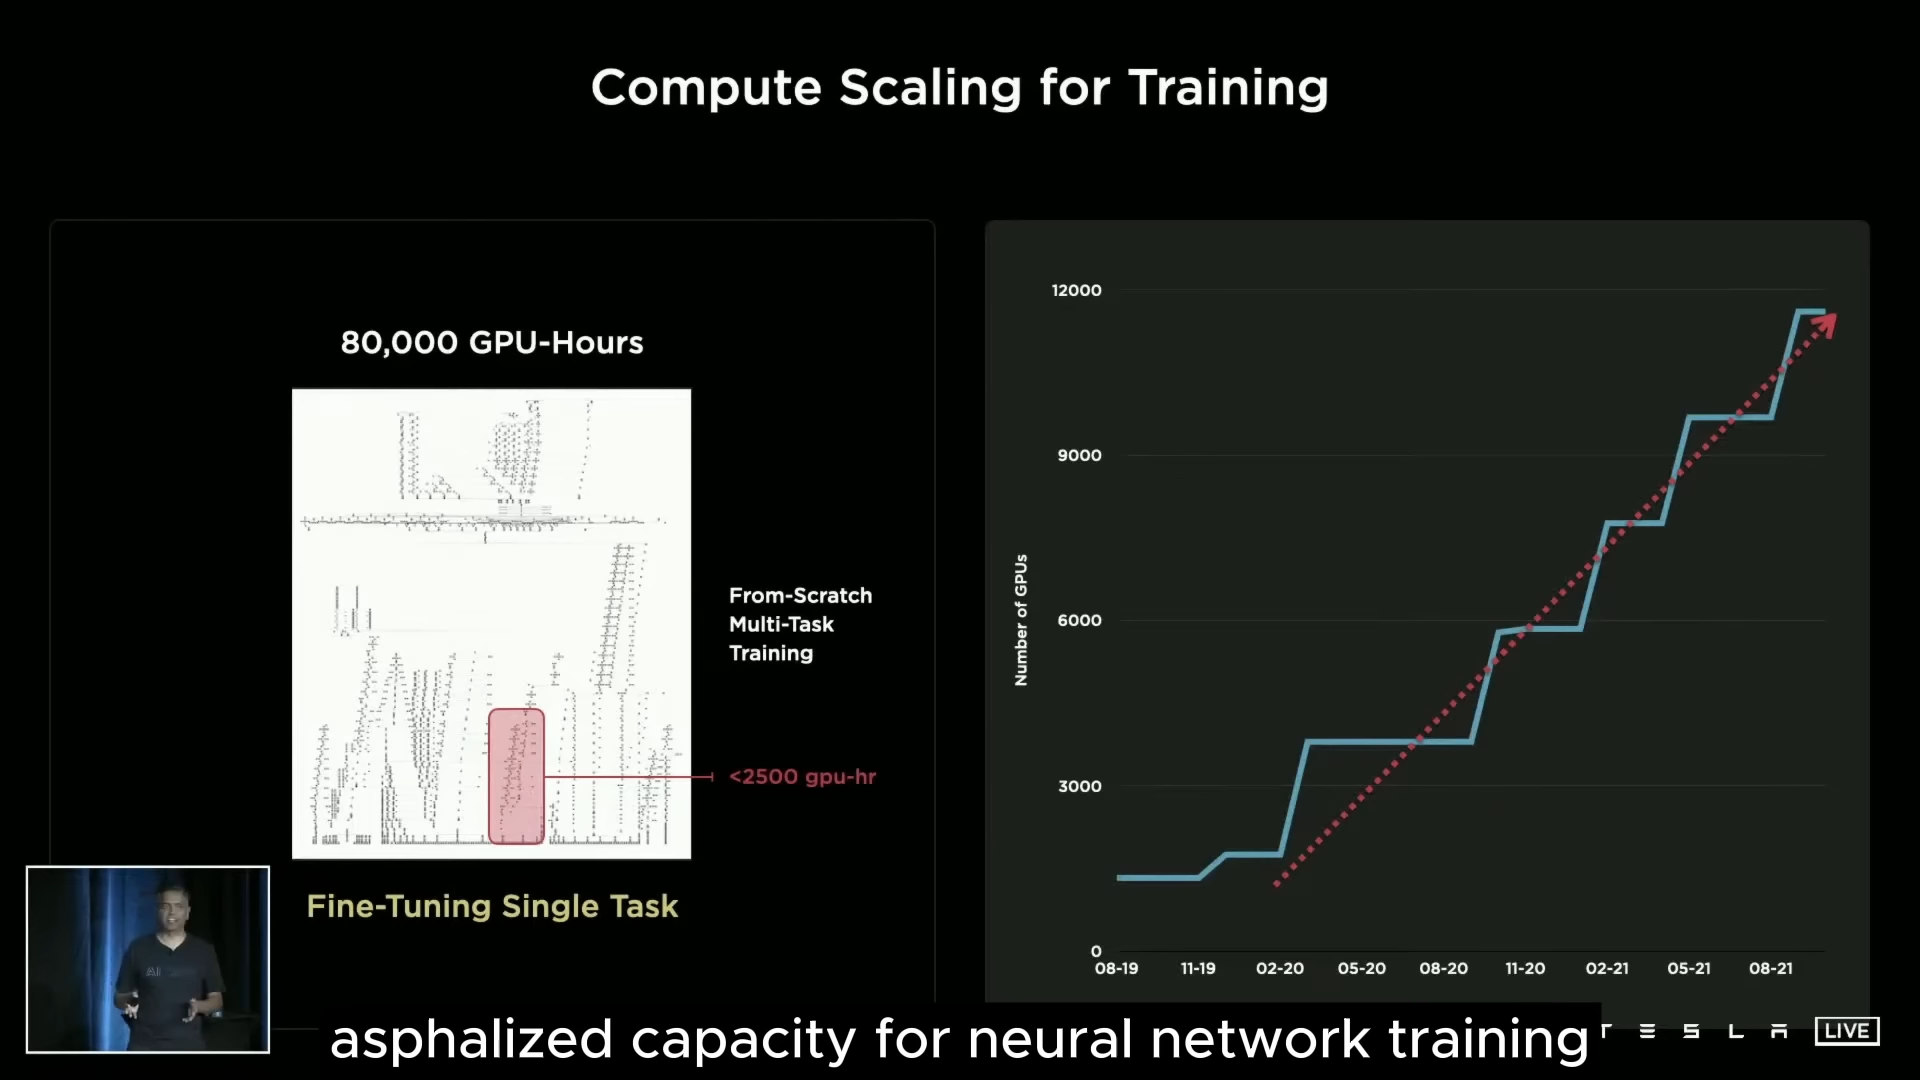 Compute Scaling for Training
80,000 GPU-Hours
From-Scratch
Multi-Task
Training
<2500 gpu-hr
Fine-Tuning Single Task
Number of GPUs
12000
9000
6000
3000
0
08-19 11-19 02-20 05-20 08-20 11-20 02-21 05-21 08-21
AI
asphalized capacity for neural network training
TESLA LIVE